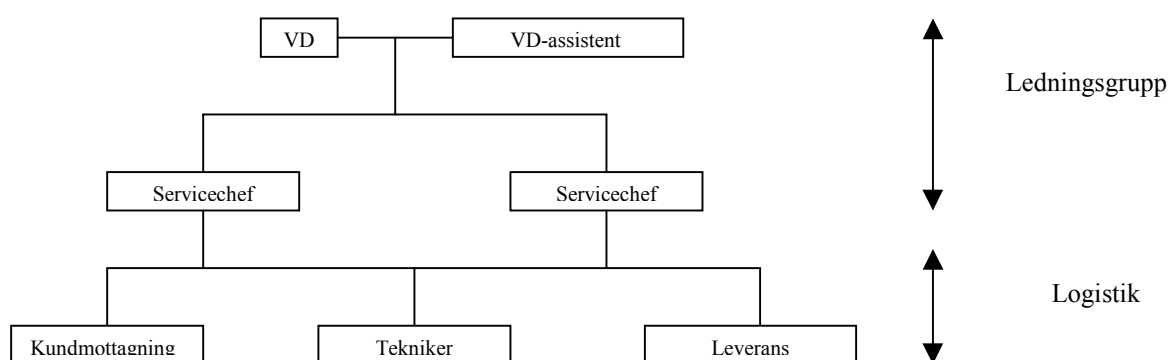 VD
VD-assistent
Ledningsgrupp
Servicechef
Servicechef
Logistik
Kundmottagning
Tekniker
Leverans